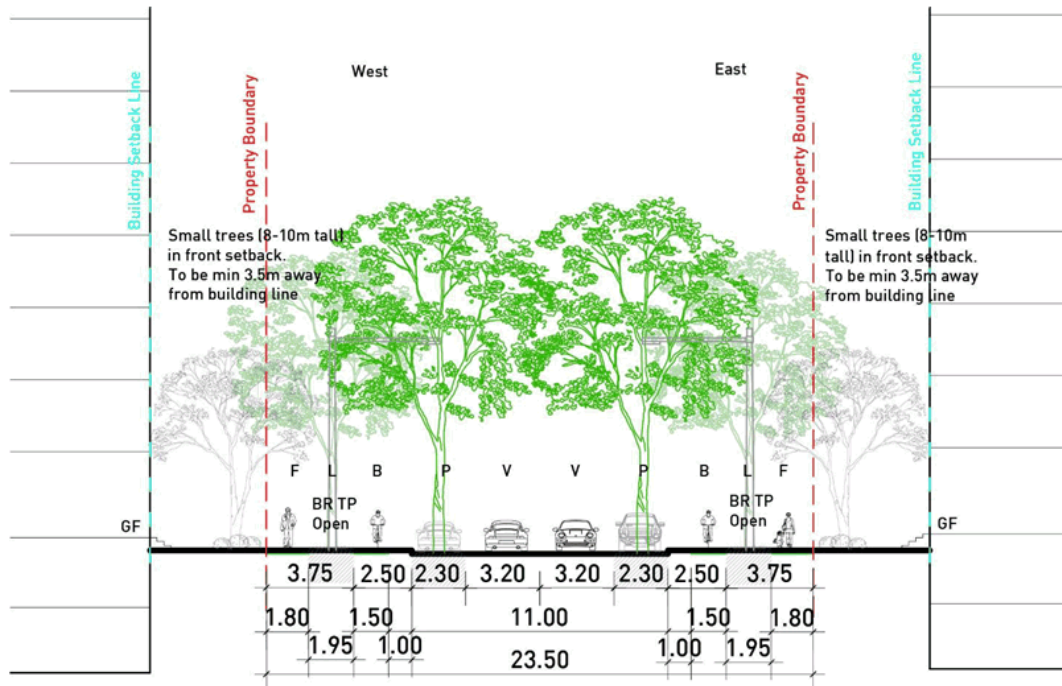 West
East
Building Setback Line
Property Boundary
Property Boundary
Building Setback Line
Small trees (8-10m tall)
in front setback.
To be min 3.5m away
from building line
Small trees (8-10m
tall) in front setback.
To be min 3.5m away
from building line
F L B P V V P B L F
BR TP
Open
BR TP
Open
GF
GF
3.75 2.50 2.30 3.20 3.20 2.30 2.50 3.75
1.80 1.50 11.00 1.50 1.80
1.95 1.00 23.50 1.00 1.95